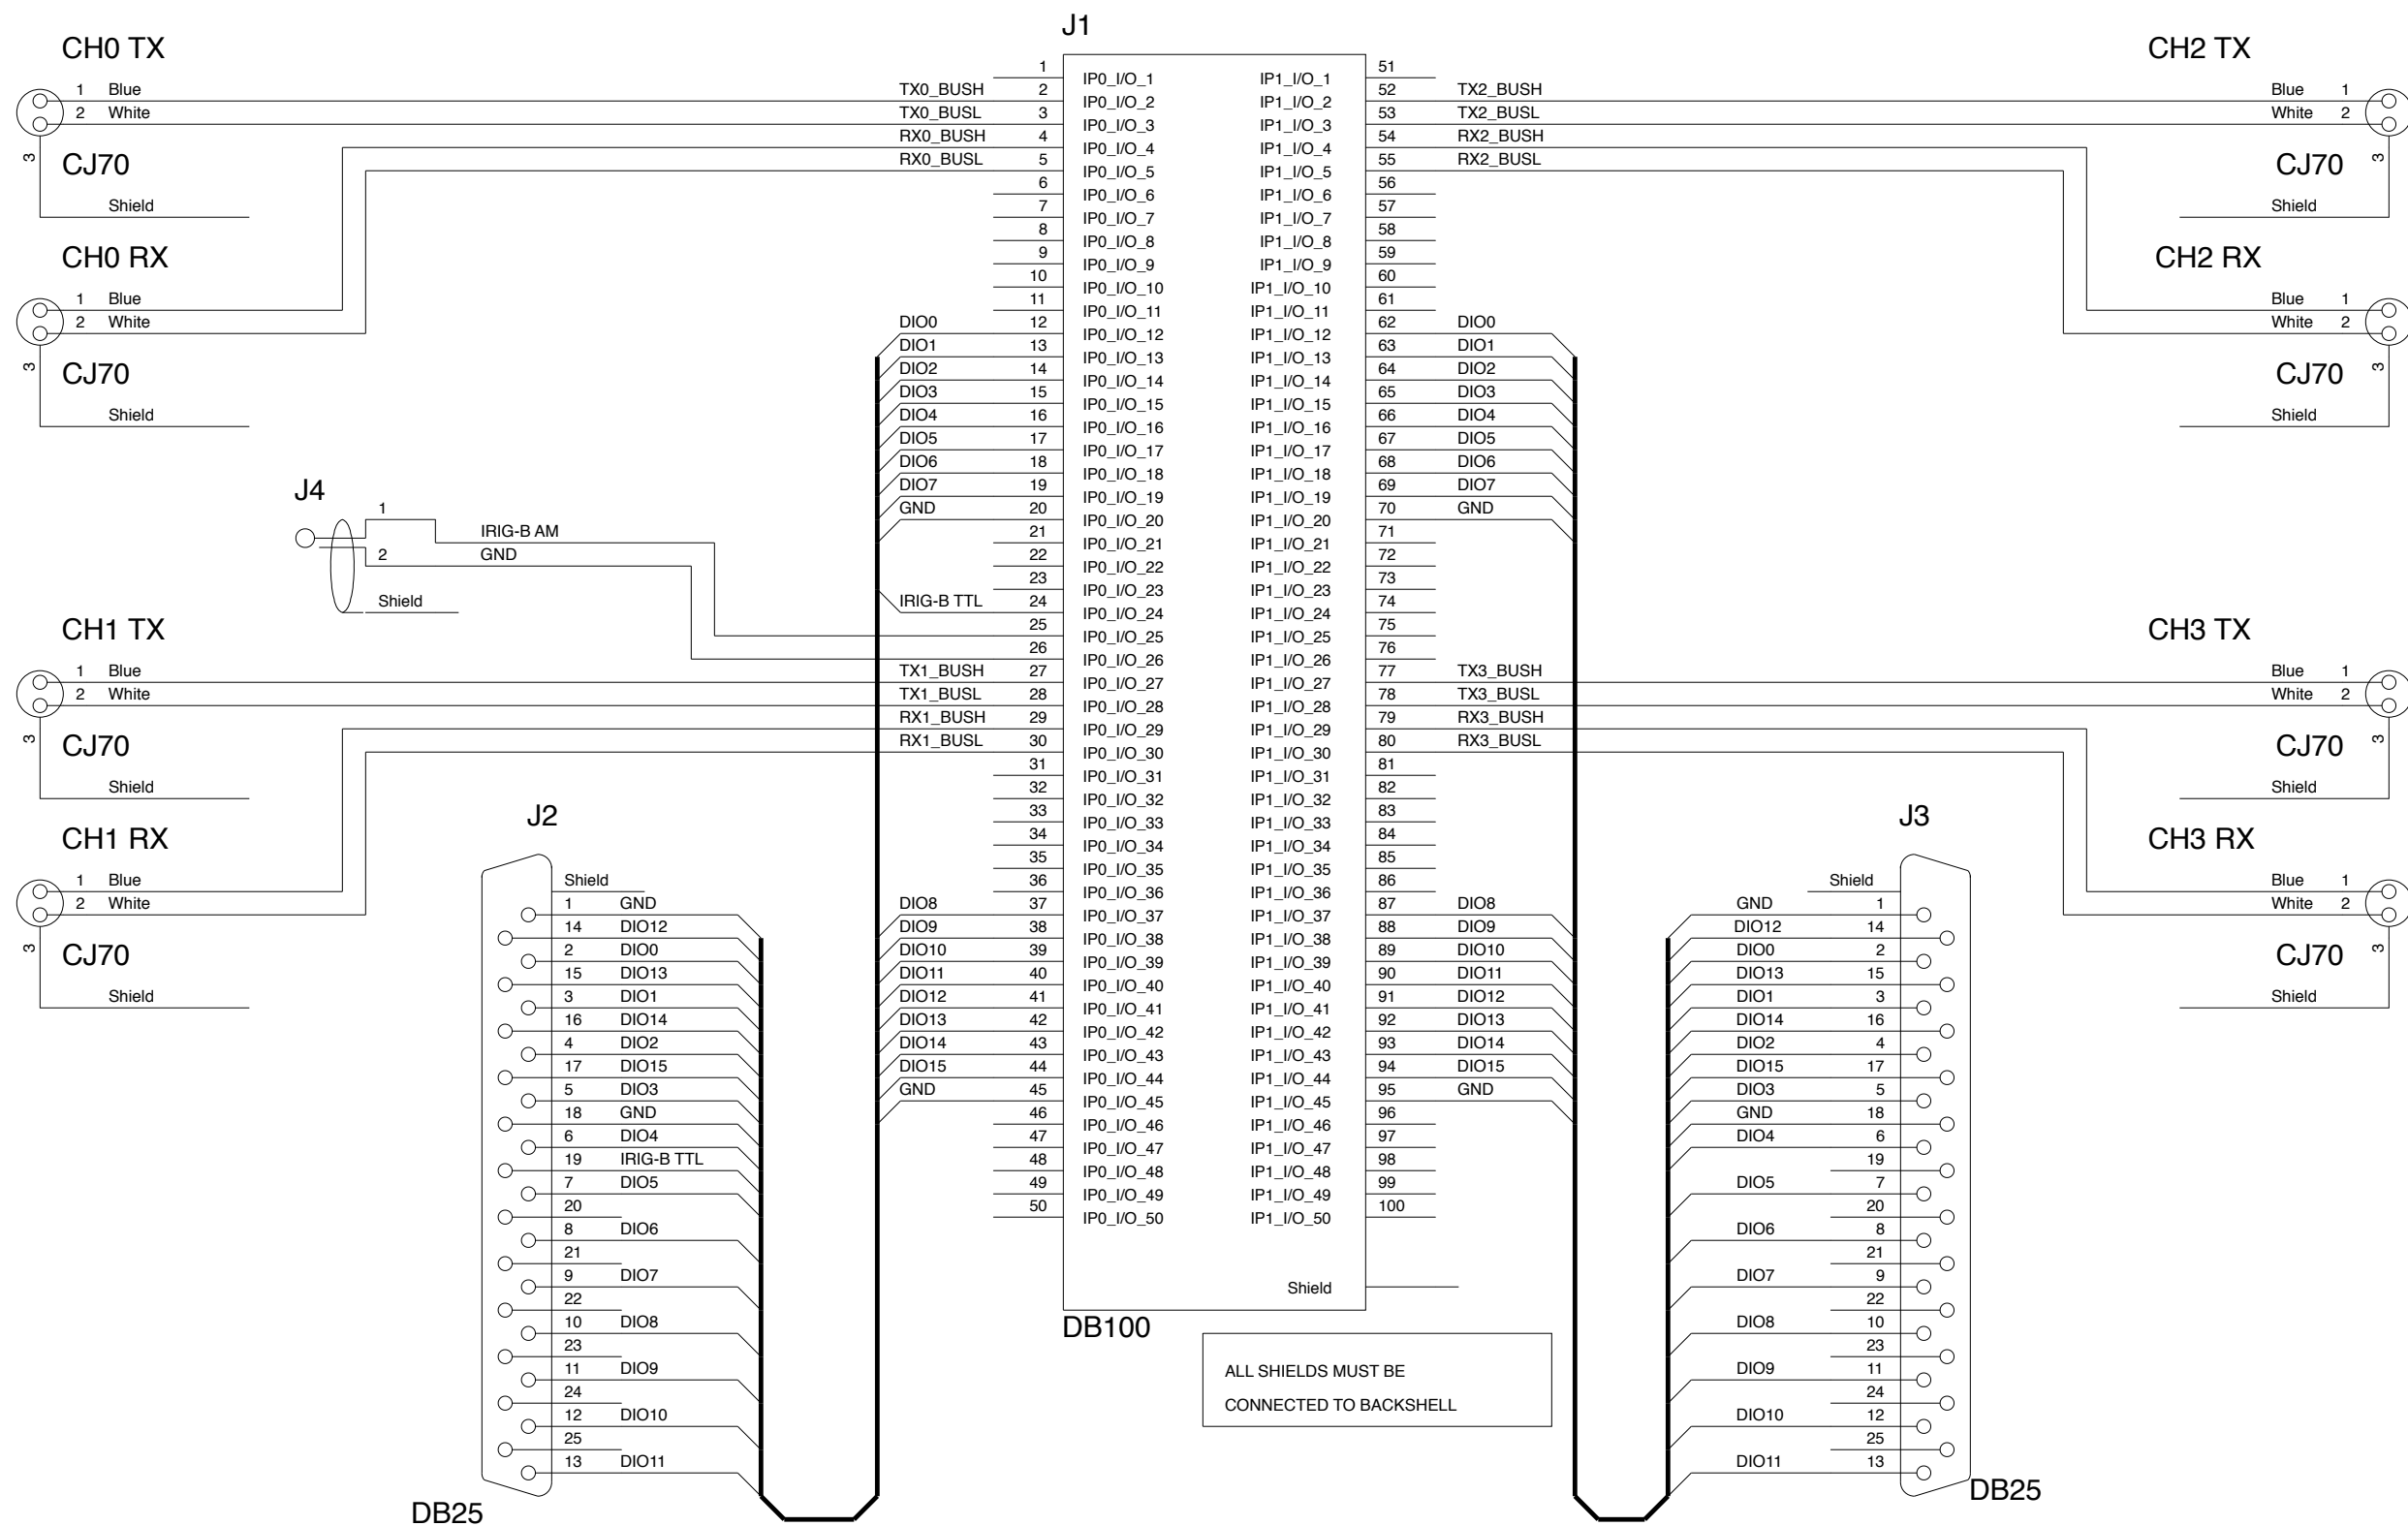 J1
CH0 TX
1 Blue
2 White
3
CJ70
Shield
CH0 RX
1 Blue
2 White
3
CJ70
Shield
J4
1
IRIG-B AM
2
GND
Shield
CH1 TX
1 Blue
2 White
3
CJ70
Shield
CH1 RX
1 Blue
2 White
3
CJ70
Shield
J2
Shield
1 GND
14 DIO12
2 DIO0
15 DIO13
3 DIO1
16 DIO14
4 DIO2
17 DIO15
5 DIO3
18 GND
6 DIO4
19 IRIG-B TTL
7 DIO5
20
8 DIO6
21
9 DIO7
22
10 DIO8
23
11 DIO9
24
12 DIO10
25
13 DIO11
DB25
1 IP0_I/O_1 IP1_I/O_1 51
TX0_BUSH 2 IP0_I/O_2 IP1_I/O_2 52 TX2_BUSH
TX0_BUSL 3 IP0_I/O_3 IP1_I/O_3 53 TX2_BUSL
RX0_BUSH 4 IP0_I/O_4 IP1_I/O_4 54 RX2_BUSH
RX0_BUSL 5 IP0_I/O_5 IP1_I/O_5 55 RX2_BUSL
6 IP0_I/O_6 IP1_I/O_6 56
7 IP0_I/O_7 IP1_I/O_7 57
8 IP0_I/O_8 IP1_I/O_8 58
9 IP0_I/O_9 IP1_I/O_9 59
10 IP0_I/O_10 IP1_I/O_10 60
11 IP0_I/O_11 IP1_I/O_11 61
DIO0 12 IP0_I/O_12 IP1_I/O_12 62 DIO0
DIO1 13 IP0_I/O_13 IP1_I/O_13 63 DIO1
DIO2 14 IP0_I/O_14 IP1_I/O_14 64 DIO2
DIO3 15 IP0_I/O_15 IP1_I/O_15 65 DIO3
DIO4 16 IP0_I/O_16 IP1_I/O_16 66 DIO4
DIO5 17 IP0_I/O_17 IP1_I/O_17 67 DIO5
DIO6 18 IP0_I/O_18 IP1_I/O_18 68 DIO6
DIO7 19 IP0_I/O_19 IP1_I/O_19 69 DIO7
GND 20 IP0_I/O_20 IP1_I/O_20 70 GND
21 IP0_I/O_21 IP1_I/O_21 71
22 IP0_I/O_22 IP1_I/O_22 72
23 IP0_I/O_23 IP1_I/O_23 73
IRIG-B TTL 24 IP0_I/O_24 IP1_I/O_24 74
25 IP0_I/O_25 IP1_I/O_25 75
26 IP0_I/O_26 IP1_I/O_26 76
TX1_BUSH 27 IP0_I/O_27 IP1_I/O_27 77 TX3_BUSH
TX1_BUSL 28 IP0_I/O_28 IP1_I/O_28 78 TX3_BUSL
RX1_BUSH 29 IP0_I/O_29 IP1_I/O_29 79 RX3_BUSH
RX1_BUSL 30 IP0_I/O_30 IP1_I/O_30 80 RX3_BUSL
31 IP0_I/O_31 IP1_I/O_31 81
32 IP0_I/O_32 IP1_I/O_32 82
33 IP0_I/O_33 IP1_I/O_33 83
34 IP0_I/O_34 IP1_I/O_34 84
35 IP0_I/O_35 IP1_I/O_35 85
36 IP0_I/O_36 IP1_I/O_36 86
DIO8 37 IP0_I/O_37 IP1_I/O_37 87 DIO8
DIO9 38 IP0_I/O_38 IP1_I/O_38 88 DIO9
DIO10 39 IP0_I/O_39 IP1_I/O_39 89 DIO10
DIO11 40 IP0_I/O_40 IP1_I/O_40 90 DIO11
DIO12 41 IP0_I/O_41 IP1_I/O_41 91 DIO12
DIO13 42 IP0_I/O_42 IP1_I/O_42 92 DIO13
DIO14 43 IP0_I/O_43 IP1_I/O_43 93 DIO14
DIO15 44 IP0_I/O_44 IP1_I/O_44 94 DIO15
GND 45 IP0_I/O_45 IP1_I/O_45 95 GND
46 IP0_I/O_46 IP1_I/O_46 96
47 IP0_I/O_47 IP1_I/O_47 97
48 IP0_I/O_48 IP1_I/O_48 98
49 IP0_I/O_49 IP1_I/O_49 99
50 IP0_I/O_50 IP1_I/O_50 100
Shield
DB100
ALL SHIELDS MUST BE
CONNECTED TO BACKSHELL
CH2 TX
Blue 1
White 2
CJ70
3
Shield
CH2 RX
Blue 1
White 2
CJ70
3
Shield
CH3 TX
Blue 1
White 2
CJ70
3
Shield
CH3 RX
Blue 1
White 2
CJ70
3
Shield
J3
Shield
GND 1
DIO12 14
DIO0 2
DIO13 15
DIO1 3
DIO14 16
DIO2 4
DIO15 17
DIO3 5
GND 18
DIO4 6
19
DIO5 7
20
DIO6 8
21
DIO7 9
22
DIO8 10
23
DIO9 11
24
DIO10 12
25
DIO11 13
DB25